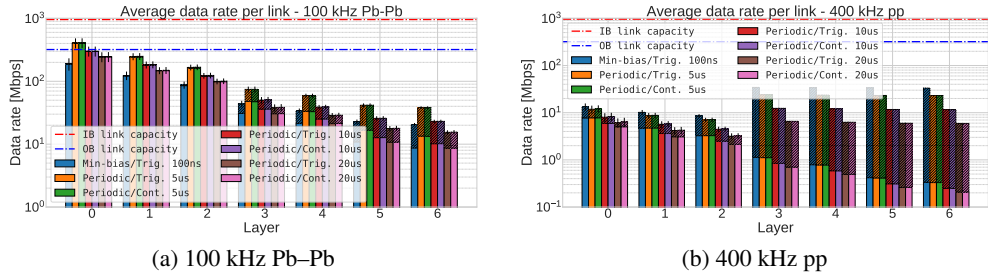 Average data rate per link - 100 kHz Pb-Pb
Data rate [Mbps]
10³
10²
10¹
10⁰
IB link capacity
OB link capacity
Min-bias/Trig. 100ns
Periodic/Trig. 5us
Periodic/Cont. 5us
Periodic/Trig. 10us
Periodic/Cont. 10us
Periodic/Trig. 20us
Periodic/Cont. 20us
0 1 2 3 4 5 6
Layer
(a) 100 kHz Pb–Pb
Average data rate per link - 400 kHz pp
Data rate [Mbps]
10³
10²
10¹
10⁰
10⁻¹
IB link capacity
OB link capacity
Min-bias/Trig. 100ns
Periodic/Trig. 5us
Periodic/Cont. 5us
Periodic/Trig. 10us
Periodic/Cont. 10us
Periodic/Trig. 20us
Periodic/Cont. 20us
0 1 2 3 4 5 6
Layer
(b) 400 kHz pp